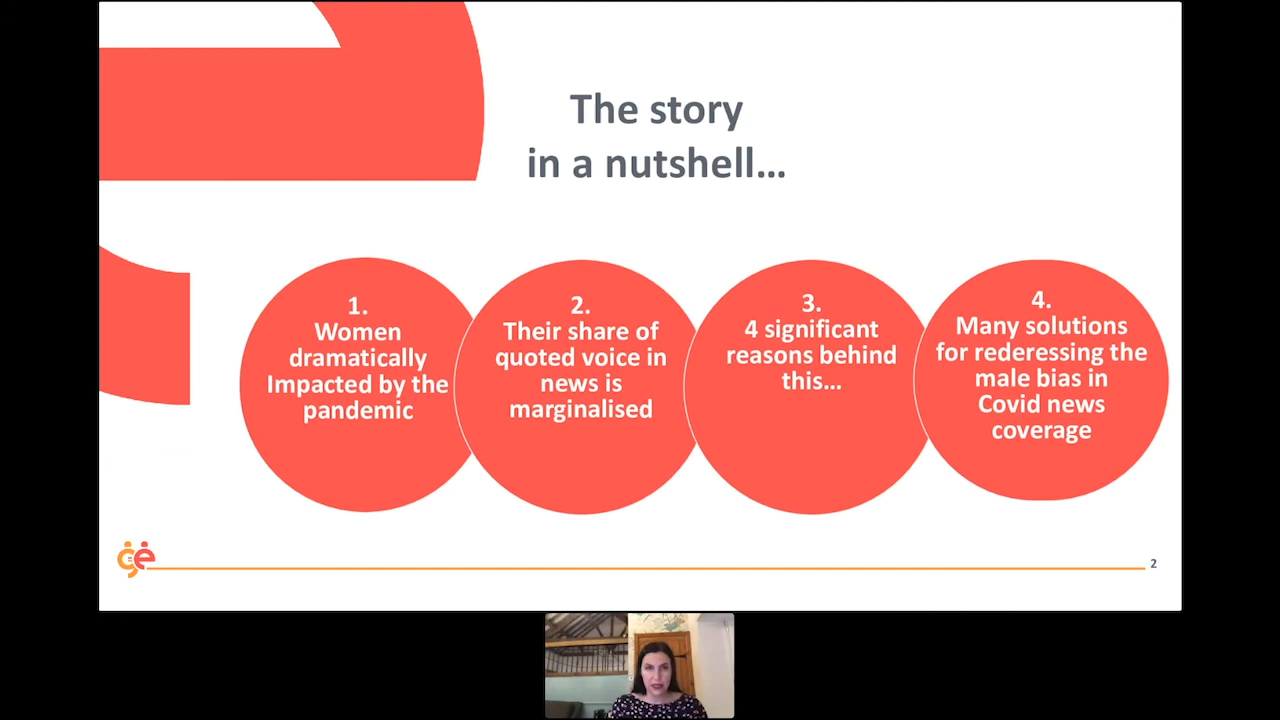 The story
in a nutshell...
1.
Women
dramatically
Impacted by the
pandemic
2.
Their share of
quoted voice in
news is
marginalised
3.
4 significant
reasons behind
this...
4.
Many solutions
for rederessing the
male bias in
Covid news
coverage
ge
2